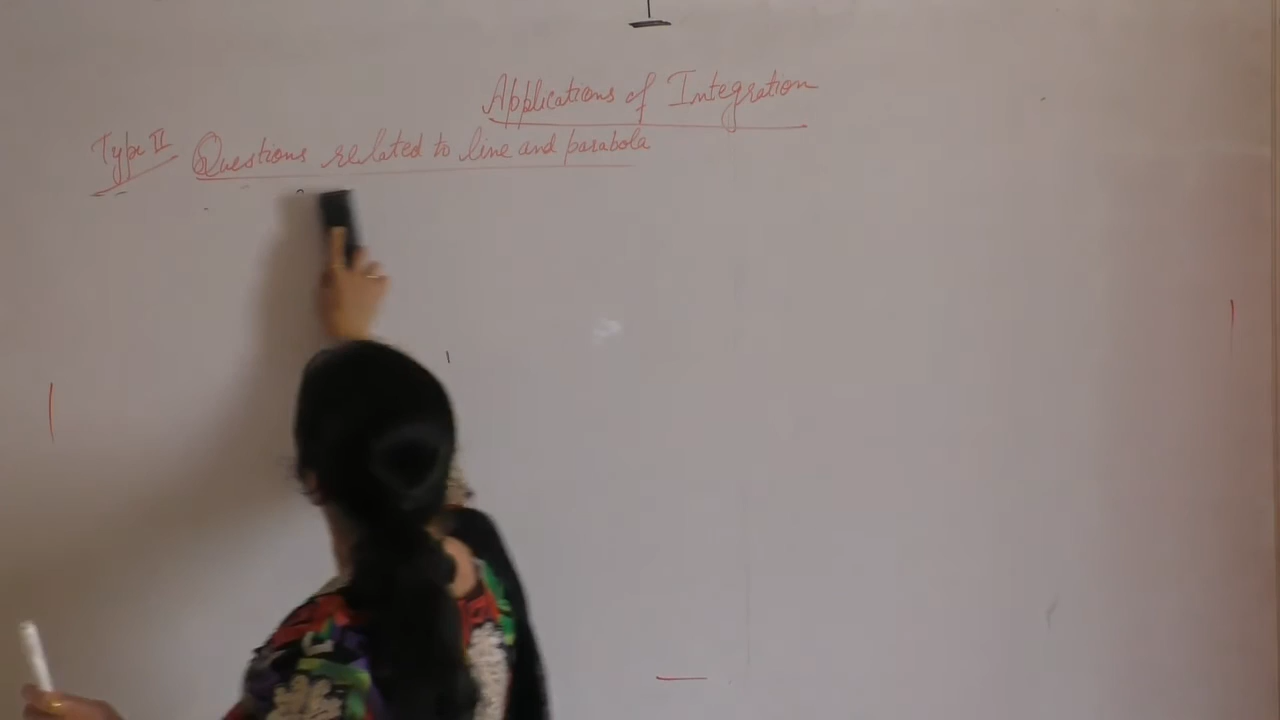 Applications of Integration
Type II Questions related to line and parabola